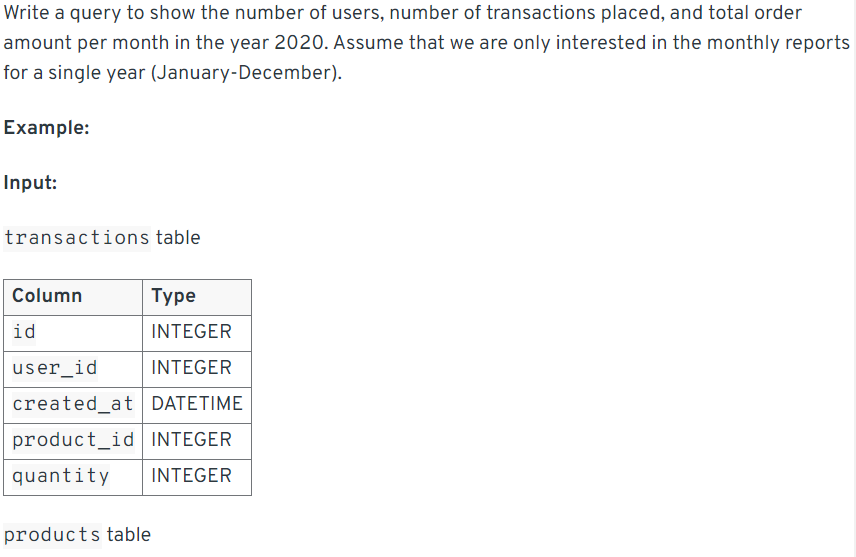 Write a query to show the number of users, number of transactions placed, and total order
amount per month in the year 2020. Assume that we are only interested in the monthly reports
for a single year (January-December).
Example:
Input:
transactions table
Column Type
id INTEGER
user_id INTEGER
created_at DATETIME
product_id INTEGER
quantity INTEGER
products table